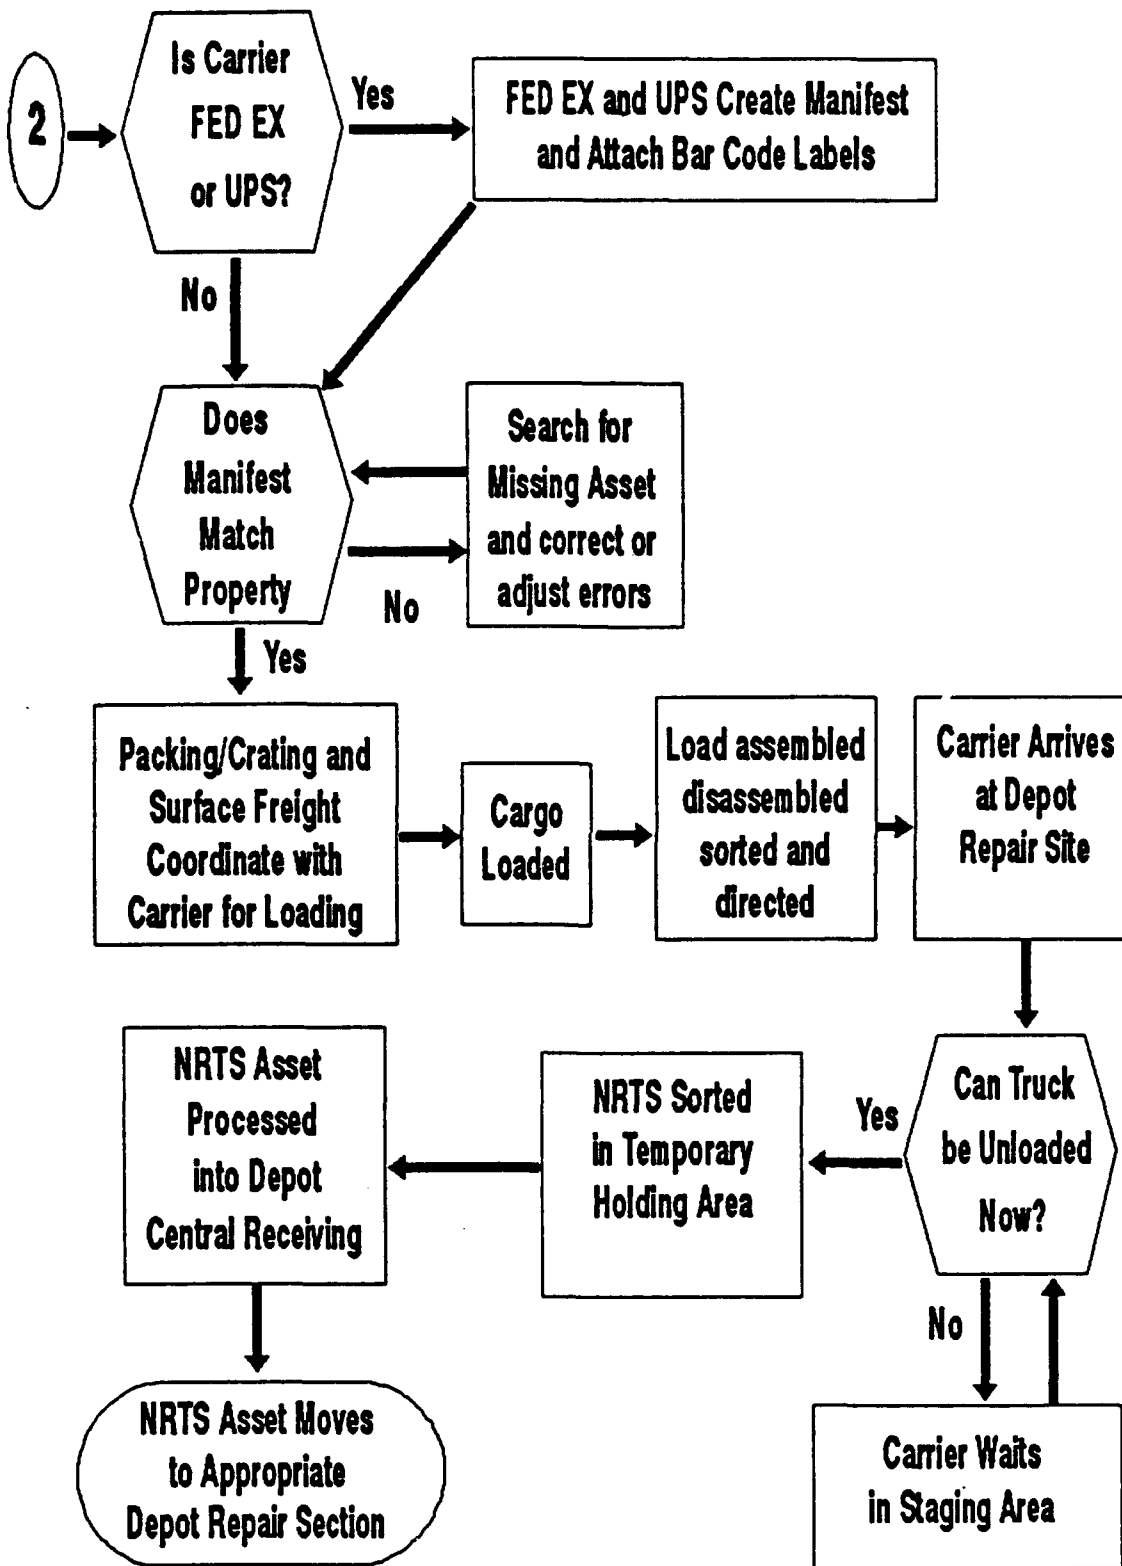 2
Is Carrier
FED EX
or UPS?
Yes
FED EX and UPS Create Manifest
and Attach Bar Code Labels
No
Does
Manifest
Match
Property
Search for
Missing Asset
and correct or
adjust errors
No
Yes
Packing/Crating and
Surface Freight
Coordinate with
Carrier for Loading
Cargo
Loaded
Load assembled
disassembled
sorted and
directed
Carrier Arrives
at Depot
Repair Site
Can Truck
be Unloaded
Now?
Yes
NRTS Sorted
in Temporary
Holding Area
NRTS Asset
Processed
into Depot
Central Receiving
No
Carrier Waits
in Staging Area
NRTS Asset Moves
to Appropriate
Depot Repair Section